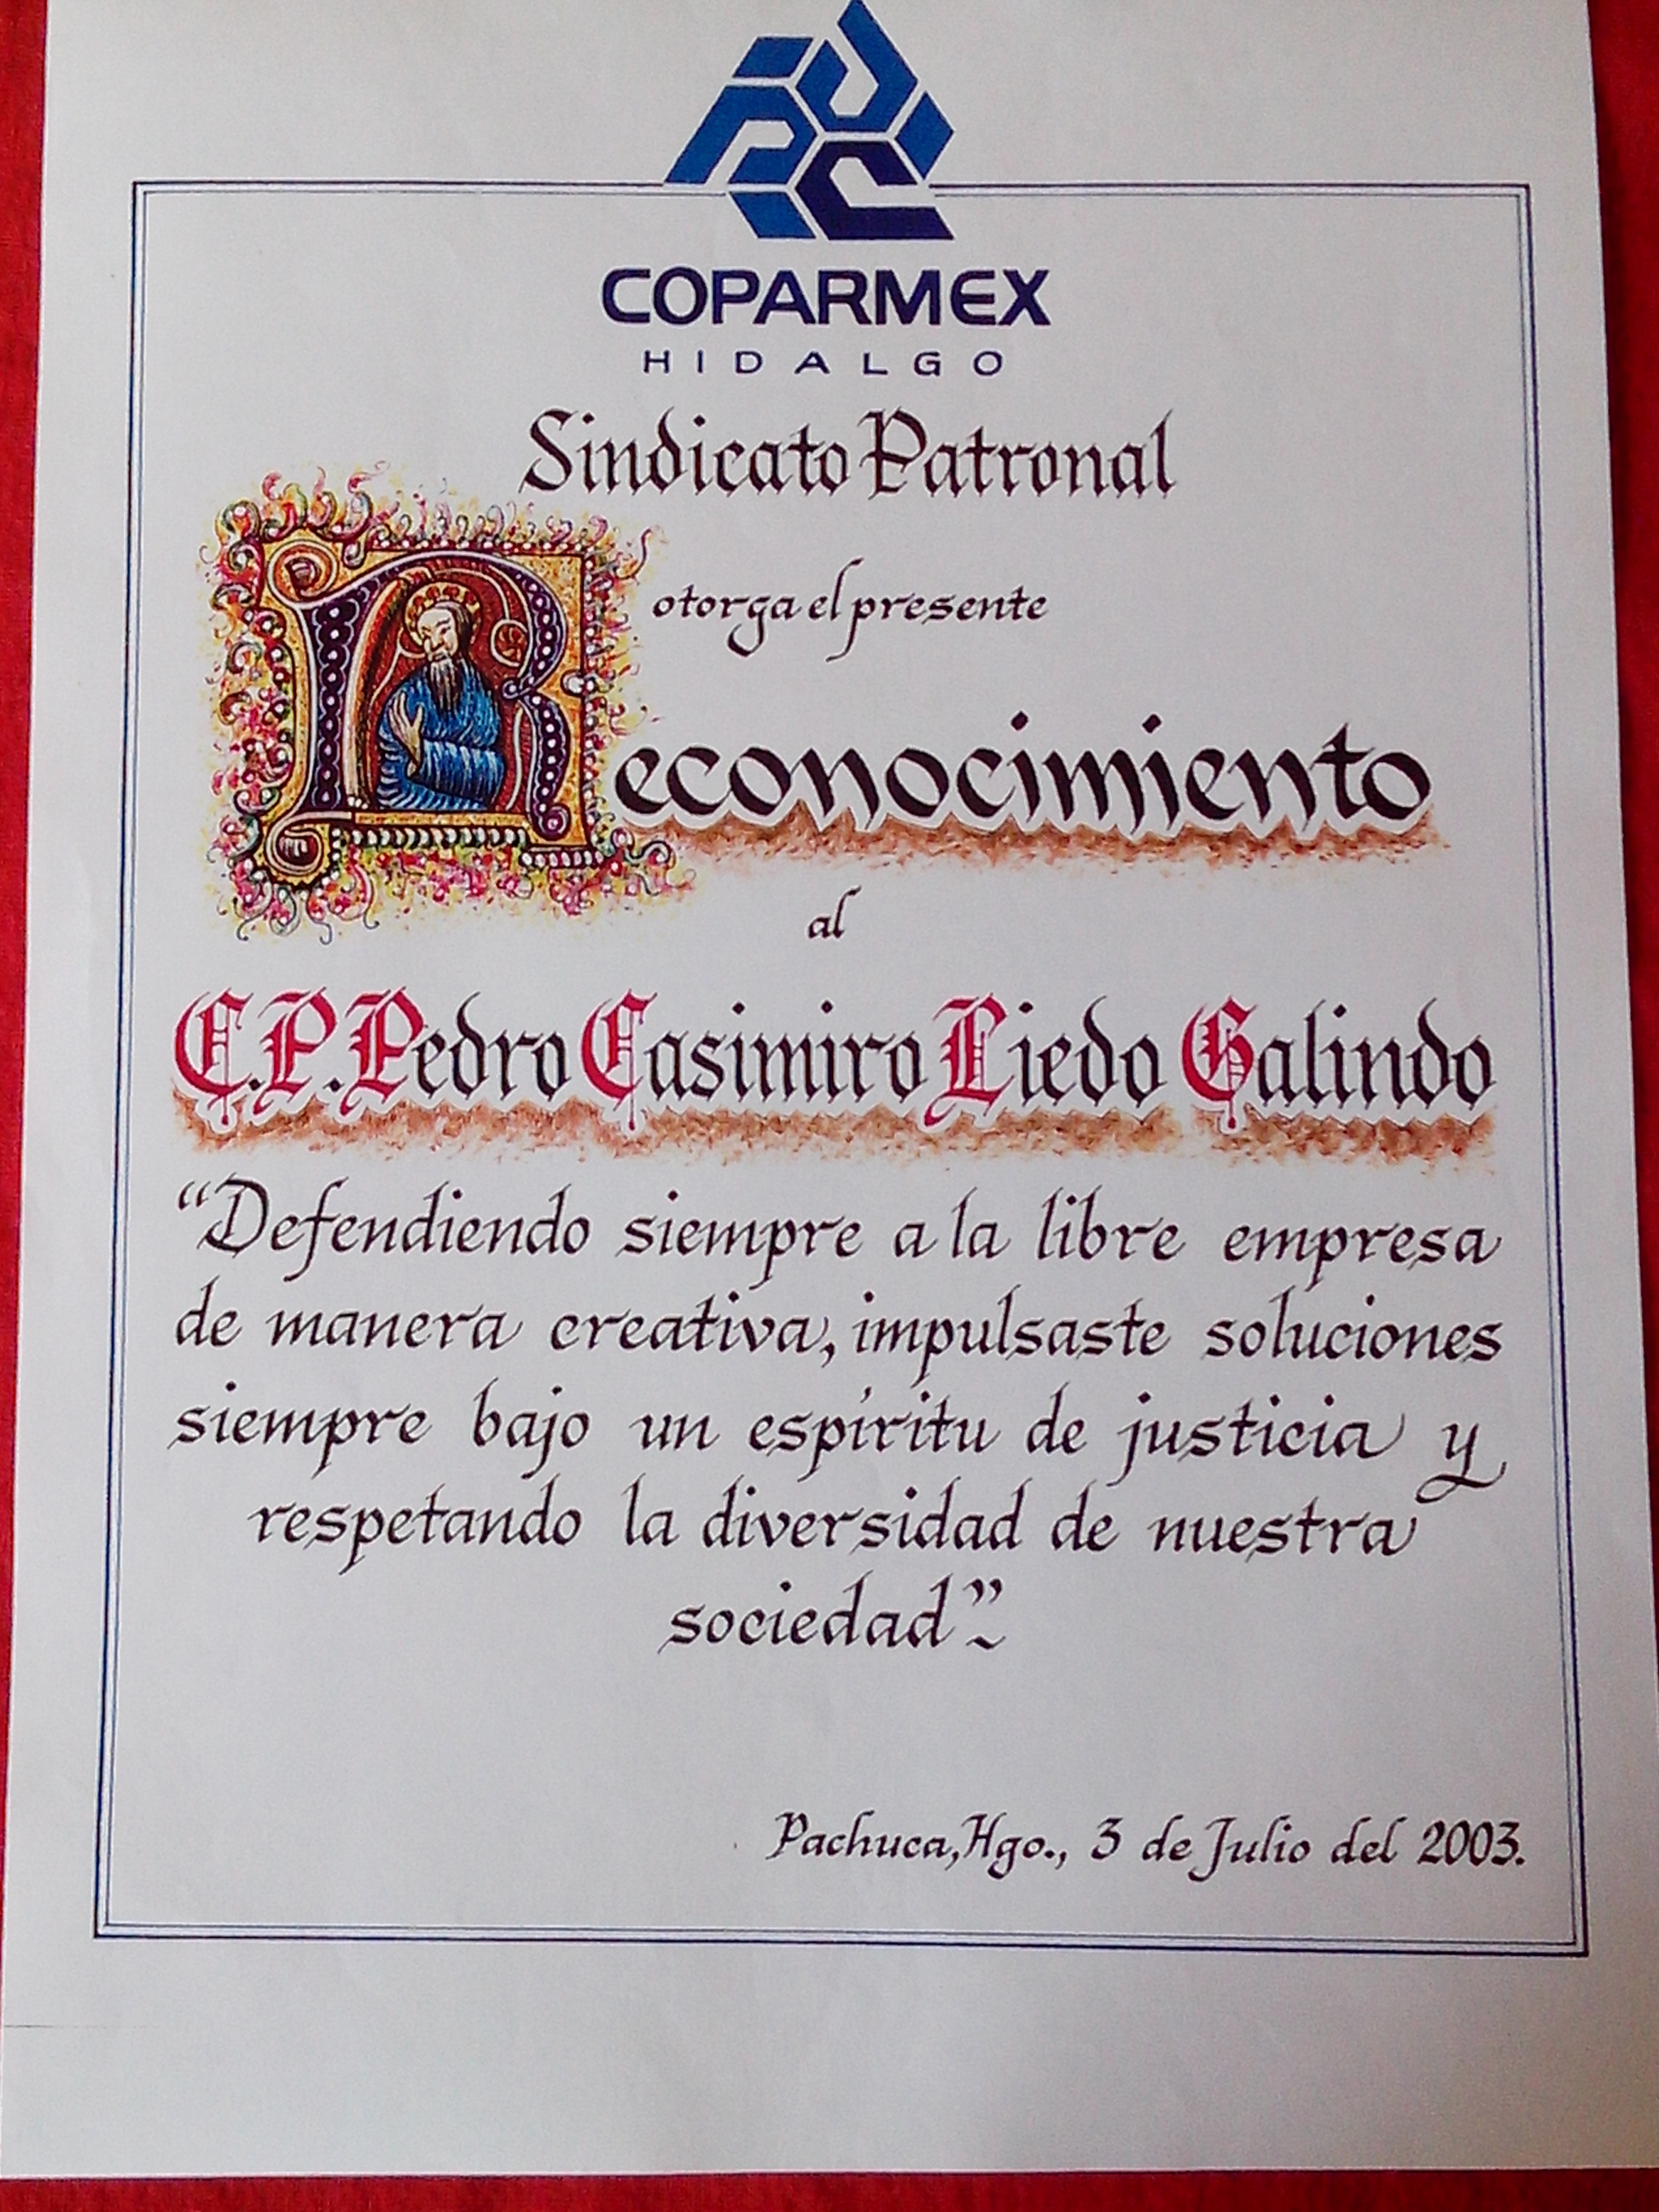 COPARMEX
HIDALGO
Sindicato Patronal
otorga el presente
Reconocimiento
al
C.P. Pedro Casimiro Liedo Galindo
“Defendiendo siempre a la libre empresa
de manera creativa, impulsaste soluciones
siempre bajo un espíritu de justicia y
respetando la diversidad de nuestra
sociedad”.
Pachuca, Hgo., 3 de Julio del 2003.